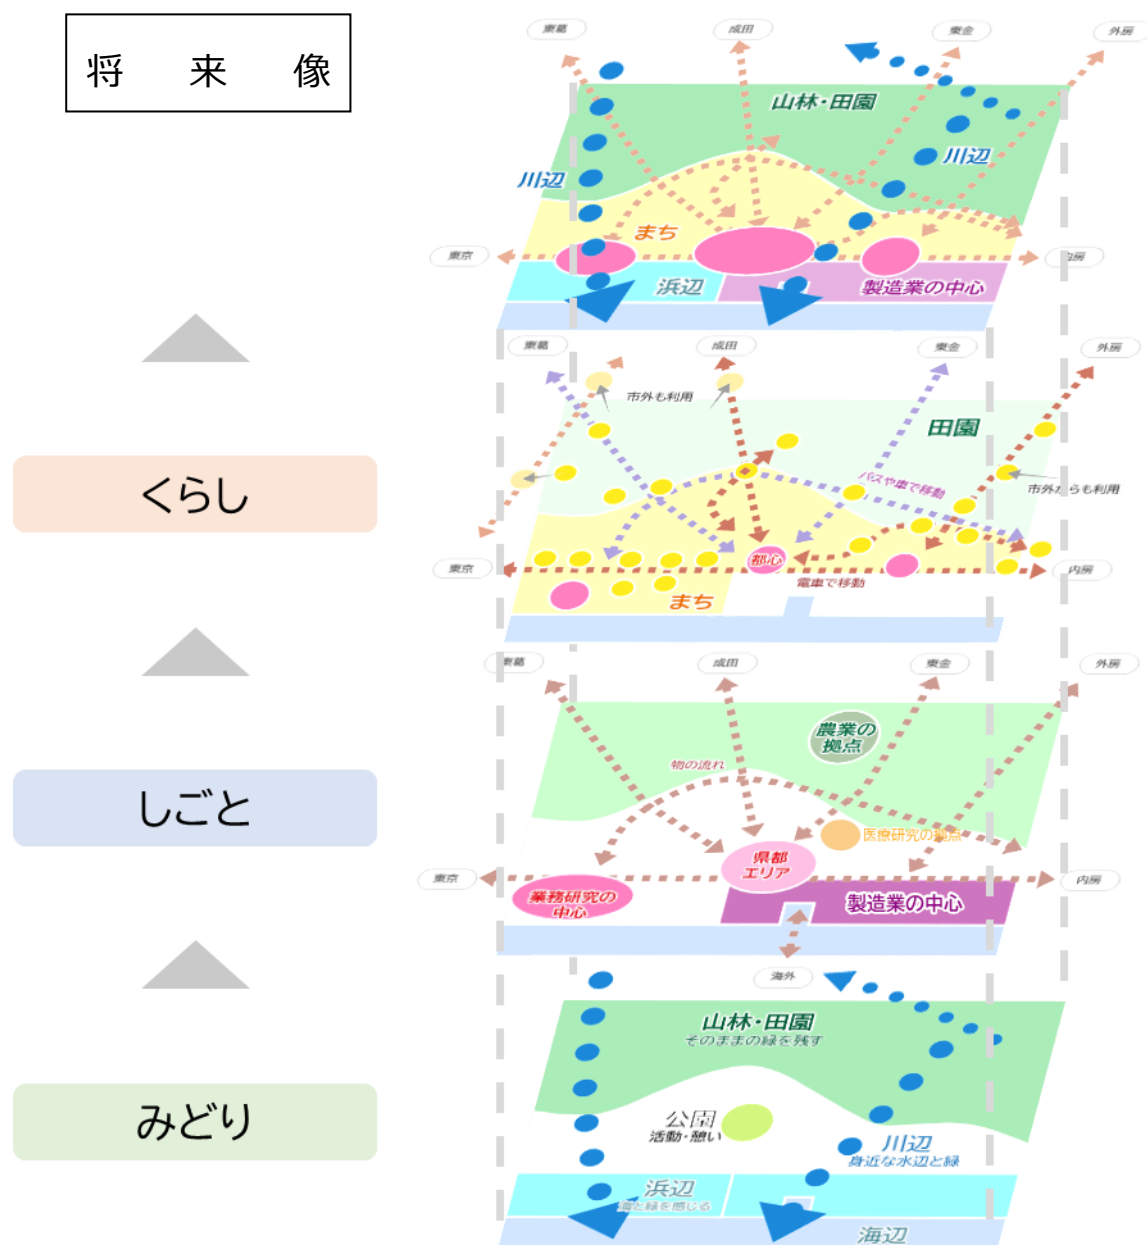 将来像
東葛
成田
東金
外房
山林・田園
川辺
川辺
まち
東京
内房
浜辺
製造業の中心
くらし
東葛
成田
東金
外房
市外も利用
田園
バスや車で移動
市外からも利用
都心
東京
内房
電車で移動
まち
しごと
東葛
成田
東金
外房
農業の
拠点
物の流れ
医療研究の拠点
県都
エリア
東京
内房
業務研究の
中心
製造業の中心
海外
みどり
山林・田園
そのままの緑を残す
公園
活動・憩い
川辺
身近な水辺と緑
浜辺
海と緑を感じる
海辺